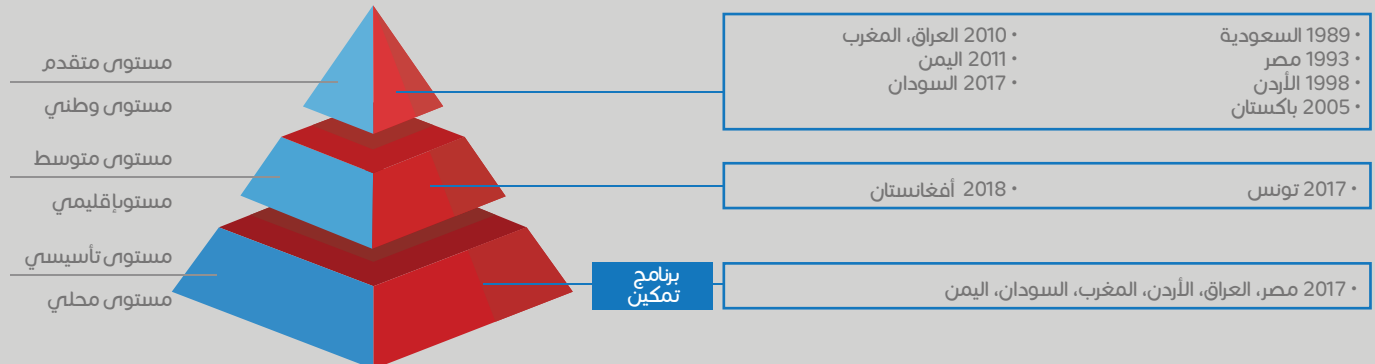 • 1989 السعودية
• 1993 مصر
• 1998 الأردن
• 2005 باكستان
• 2010 العراق، المغرب
• 2011 اليمن
• 2017 السودان
مستوى متقدم
مستوى وطني
• 2017 تونس
• 2018 أفغانستان
مستوى متوسط
مستوىإقليمي
• 2017 مصر، العراق، الأردن، المغرب، السودان، اليمن
برنامج
تمكين
مستوى تأسيسي
مستوى محلي